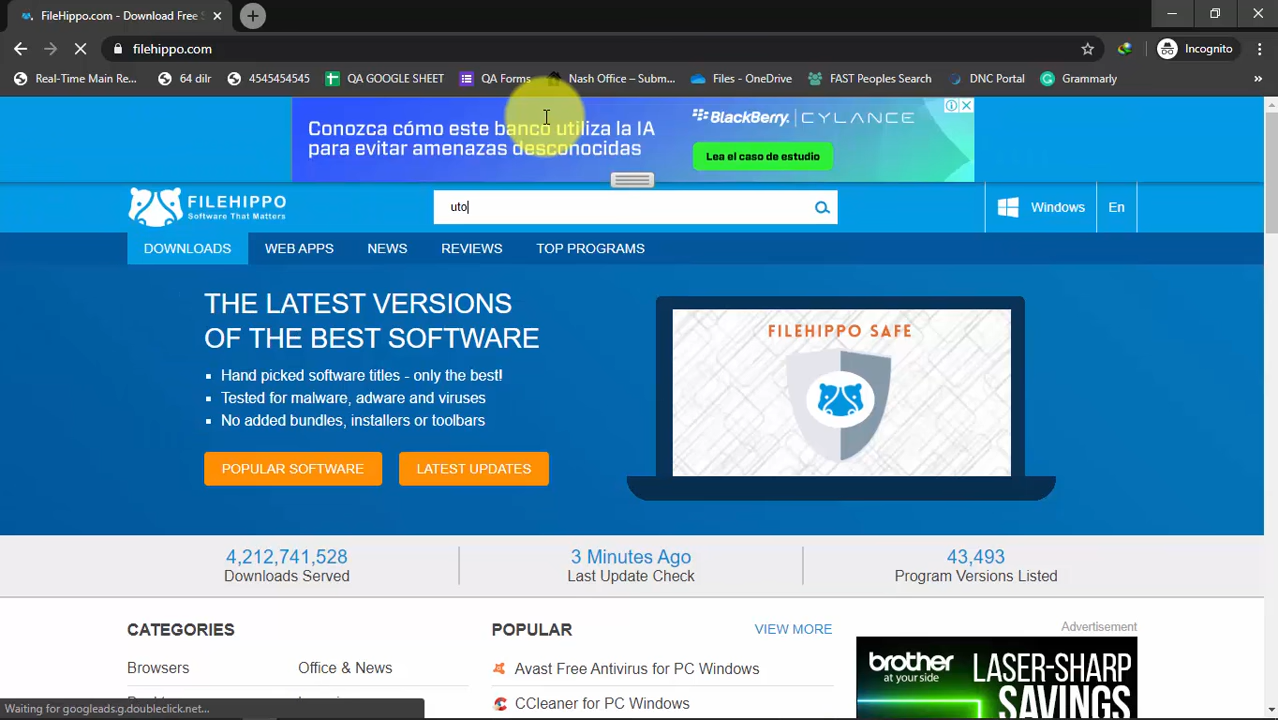 FileHippo.com - Download Free S
filehippo.com
Incognito
Real-Time Main Re...
64 dilr
4545454545
QA GOOGLE SHEET
QA Forms
Nash Office – Subm...
Files - OneDrive
FAST Peoples Search
DNC Portal
Grammarly
Conozca cómo este banco utiliza la IA
para evitar amenazas desconocidas
BlackBerry | CYLANCE
Lea el caso de estudio
FILEHIPPO
Software That Matters
uto
Windows
En
DOWNLOADS
WEB APPS
NEWS
REVIEWS
TOP PROGRAMS
THE LATEST VERSIONS
OF THE BEST SOFTWARE
Hand picked software titles - only the best!
Tested for malware, adware and viruses
No added bundles, installers or toolbars
POPULAR SOFTWARE
LATEST UPDATES
FILEHIPPO SAFE
4,212,741,528
Downloads Served
3 Minutes Ago
Last Update Check
43,493
Program Versions Listed
CATEGORIES
Browsers
Office & News
POPULAR
VIEW MORE
Avast Free Antivirus for PC Windows
CCleaner for PC Windows
Advertisement
brother
at your side
LASER-SHARP
SAVINGS
Waiting for googleads.g.doubleclick.net...